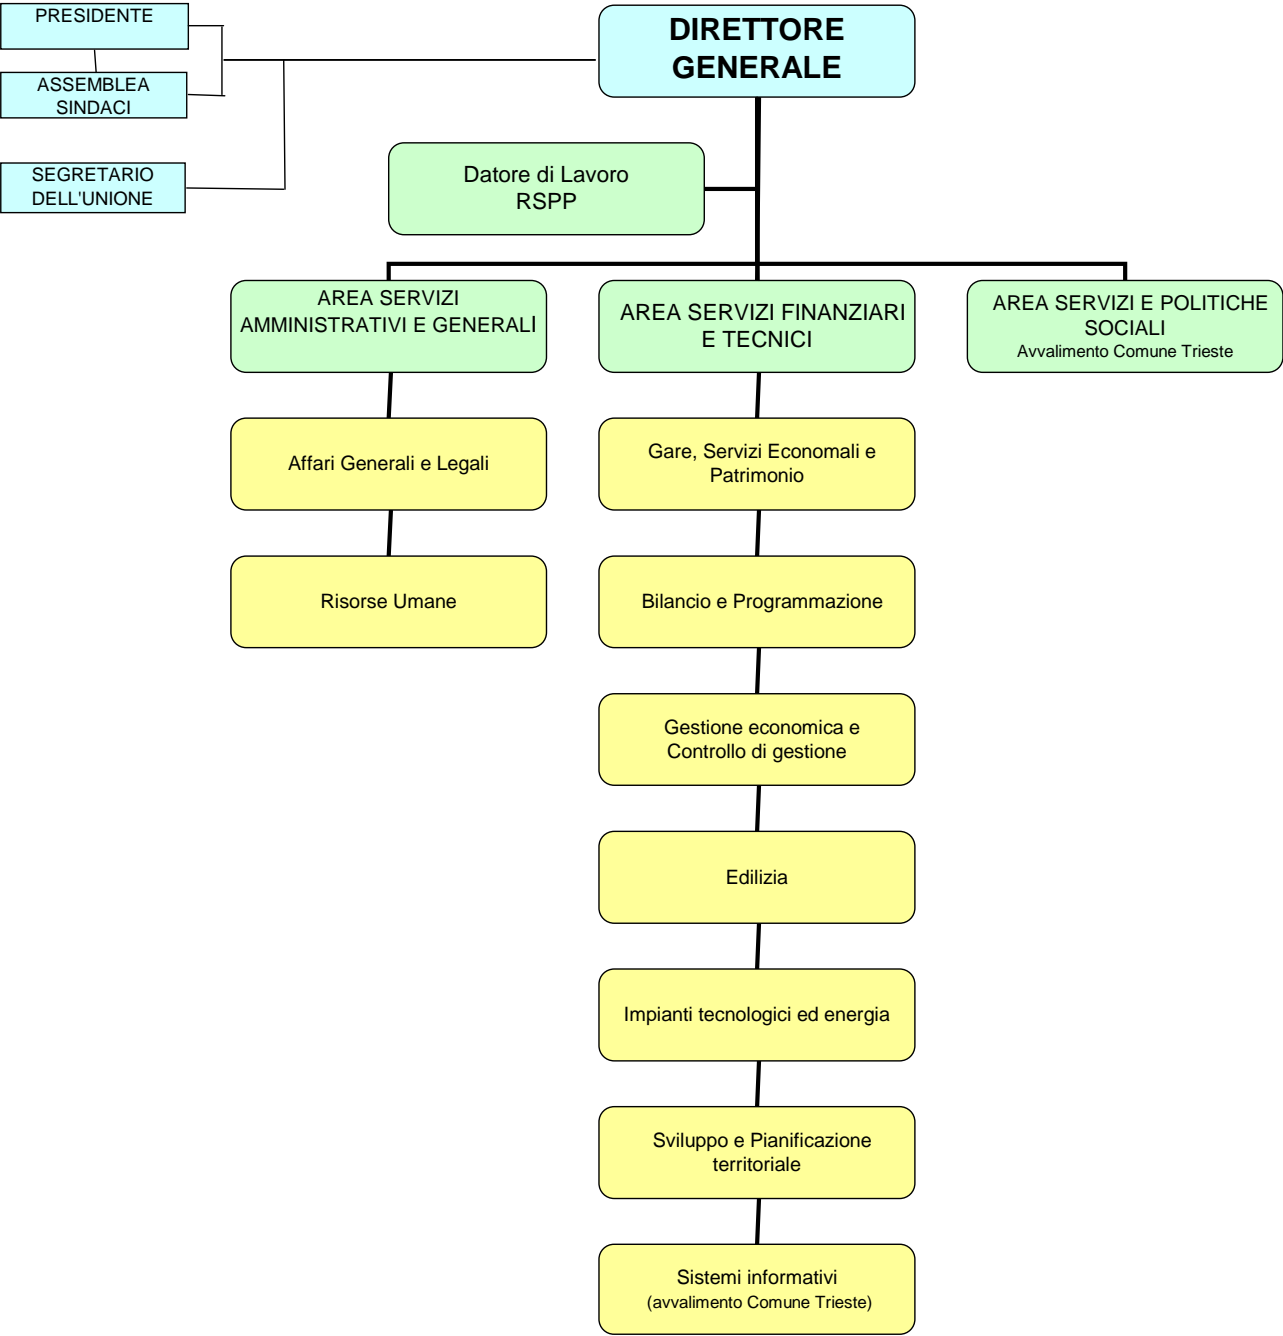 PRESIDENTE
ASSEMBLEA
SINDACI
SEGRETARIO
DELL'UNIONE
DIRETTORE
GENERALE
Datore di Lavoro
RSPP
AREA SERVIZI
AMMINISTRATIVI E GENERALI
AREA SERVIZI FINANZIARI
E TECNICI
AREA SERVIZI E POLITICHE
SOCIALI
Avvalimento Comune Trieste
Affari Generali e Legali
Risorse Umane
Gare, Servizi Economali e
Patrimonio
Bilancio e Programmazione
Gestione economica e
Controllo di gestione
Edilizia
Impianti tecnologici ed energia
Sviluppo e Pianificazione
territoriale
Sistemi informativi
(avvalimento Comune Trieste)